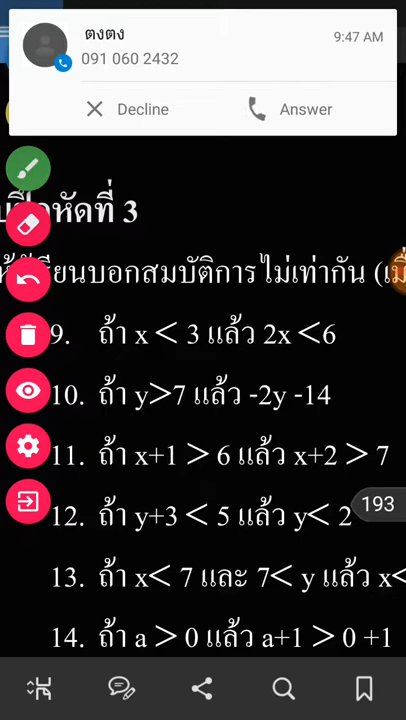 ตงตง
9:47 AM
091 060 2432
Decline
Answer
หัดที่ 3
รียนบอกสมบัติการไม่เท่ากัน (เมื่
9. ถ้า x < 3 แล้ว 2x <6
10. ถ้า y>7 แล้ว -2y -14
11. ถ้า x+1 > 6 แล้ว x+2 > 7
12. ถ้า y+3 < 5 แล้ว y< 2
193
13. ถ้า x< 7 และ 7< y แล้ว x<
14. ถ้า a > 0 แล้ว a+1 > 0 +1